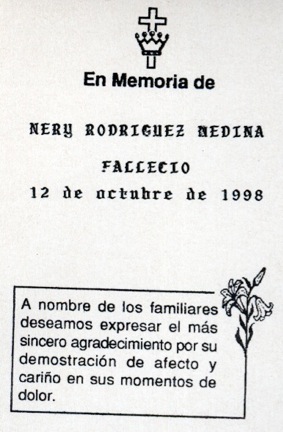 En Memoria de
NERY RODRIGUEZ MEDINA
FALLECIO
12 de octubre de 1998
A nombre de los familiares
deseamos expresar el más
sincero agradecimiento por su
demostración de afecto y
cariño en sus momentos de
dolor.